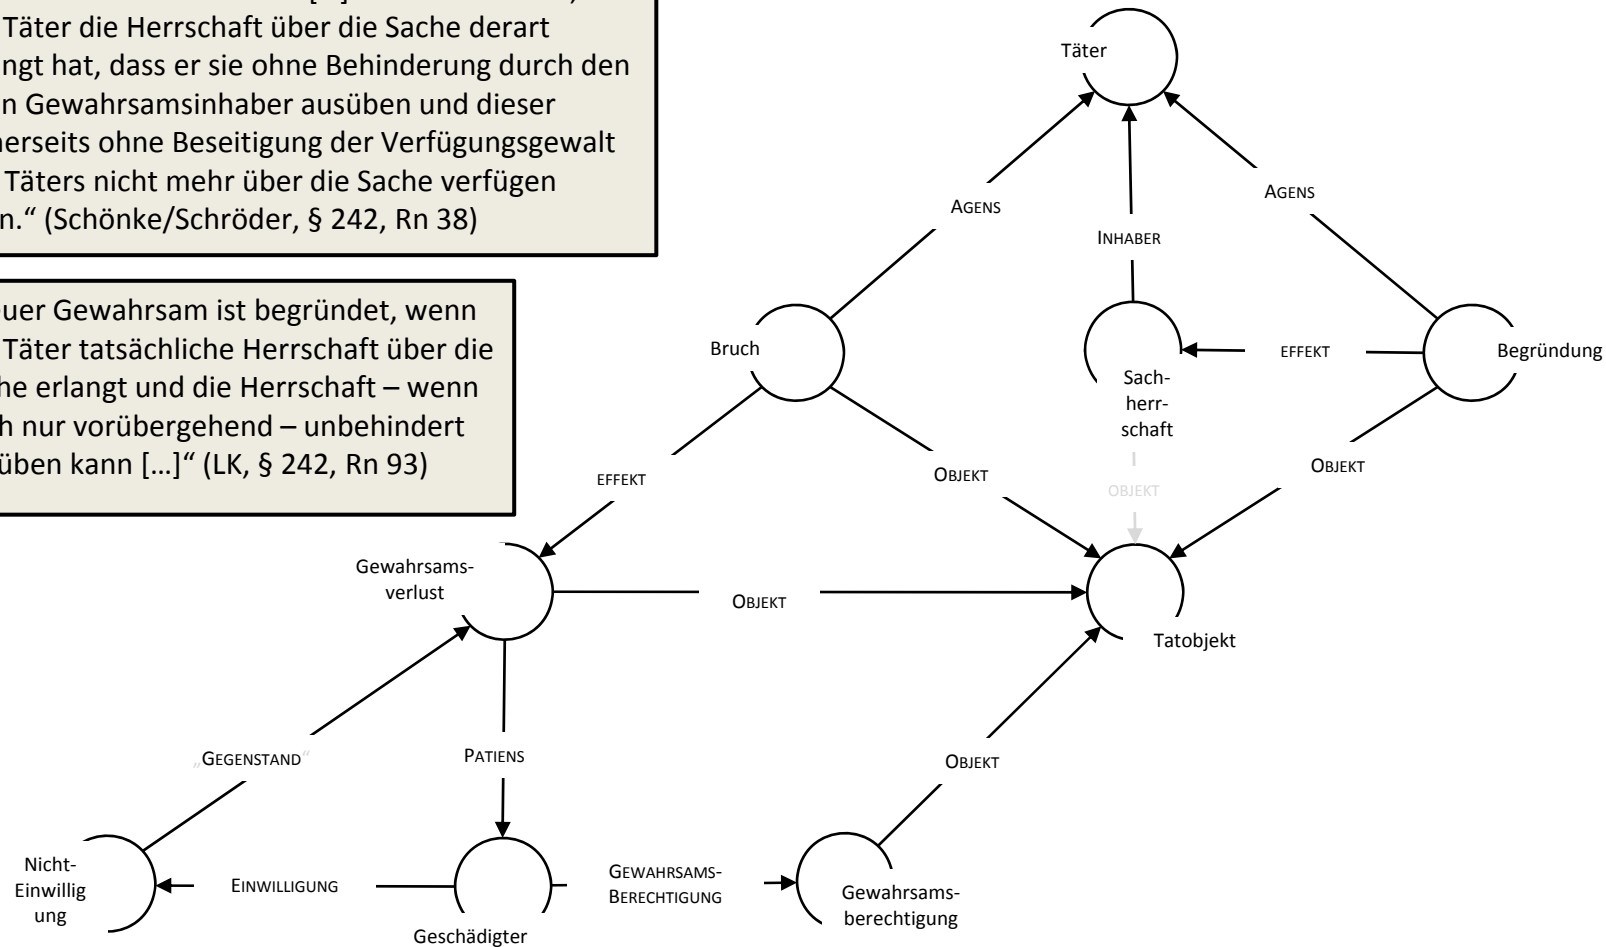 Täter die Herrschaft über die Sache derart
ngt hat, dass er sie ohne Behinderung durch den
n Gewahrsamsinhaber ausüben und dieser
erseits ohne Beseitigung der Verfügungsgewalt
Täters nicht mehr über die Sache verfügen
n.“ (Schönke/Schröder, § 242, Rn 38)
uer Gewahrsam ist begründet, wenn
Täter tatsächliche Herrschaft über die
he erlangt und die Herrschaft – wenn
h nur vorübergehend – unbehindert
üben kann […]“ (LK, § 242, Rn 93)
Täter
AGENS
AGENS
INHABER
Bruch
EFFEKT
Begründung
Sach-
herr-
schaft
OBJEKT
EFFEKT
OBJEKT
OBJEKT
Gewahrsams-
verlust
OBJEKT
Tatobjekt
„GEGENSTAND“
PATIENS
OBJEKT
Nicht-
Einwillig
ung
EINWILLIGUNG
Geschädigter
GEWAHRSAMS-
BERECHTIGUNG
Gewahrsams-
berechtigung